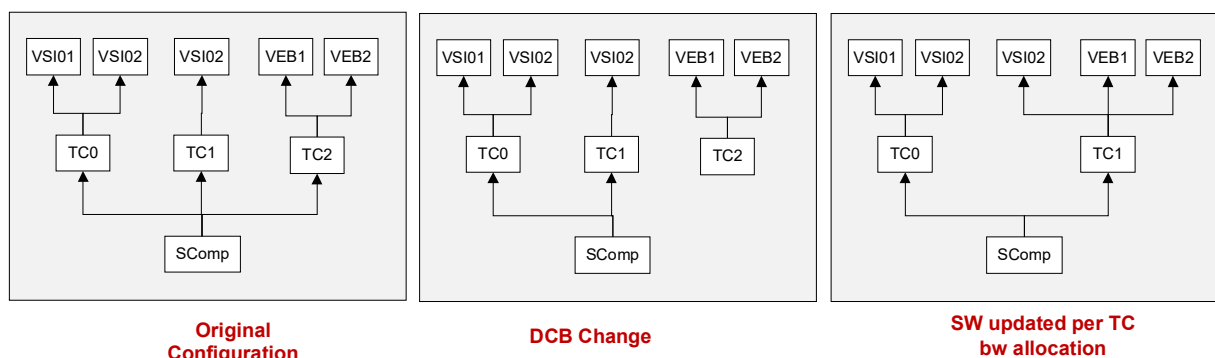 VSI01 VSI02 VSI02 VEB1 VEB2
TC0 TC1 TC2
SComp
Original
Configuration
VSI01 VSI02 VSI02 VEB1 VEB2
TC0 TC1 TC2
SComp
DCB Change
VSI01 VSI02 VSI02 VEB1 VEB2
TC0 TC1
SComp
SW updated per TC
bw allocation